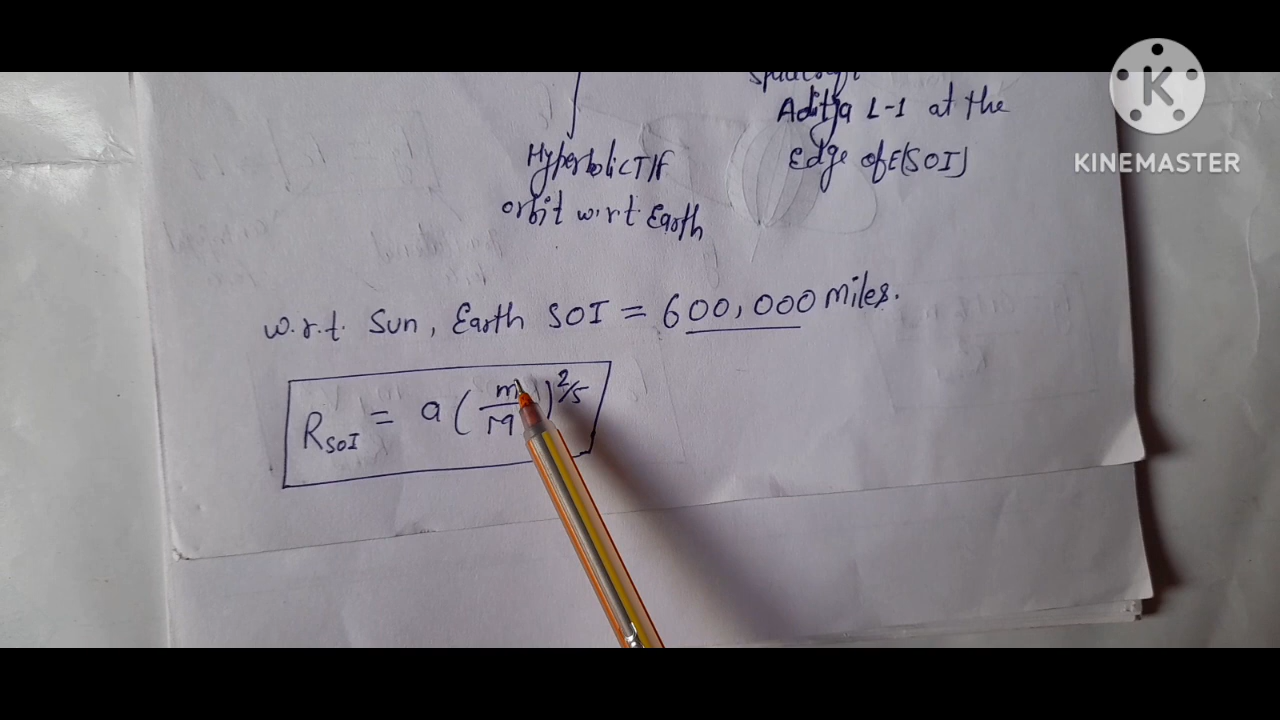 Aditya L-1 at the
Edge of E(SOI)
Hyperbolic T/F
orbit w.r.t. Earth
w.r.t. Sun, Earth SOI = 600,000 miles.
R_SOI = a (m/M)^2/5
K
KINEMASTER